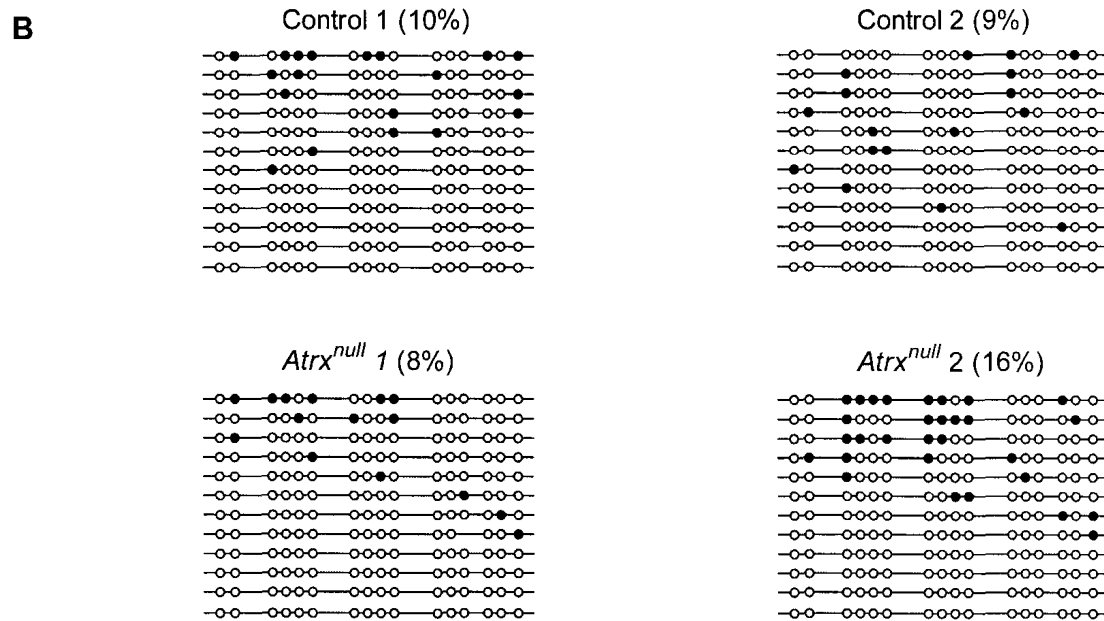 B
Control 1 (10%)
Control 2 (9%)
Atrx^null 1 (8%)
Atrx^null 2 (16%)